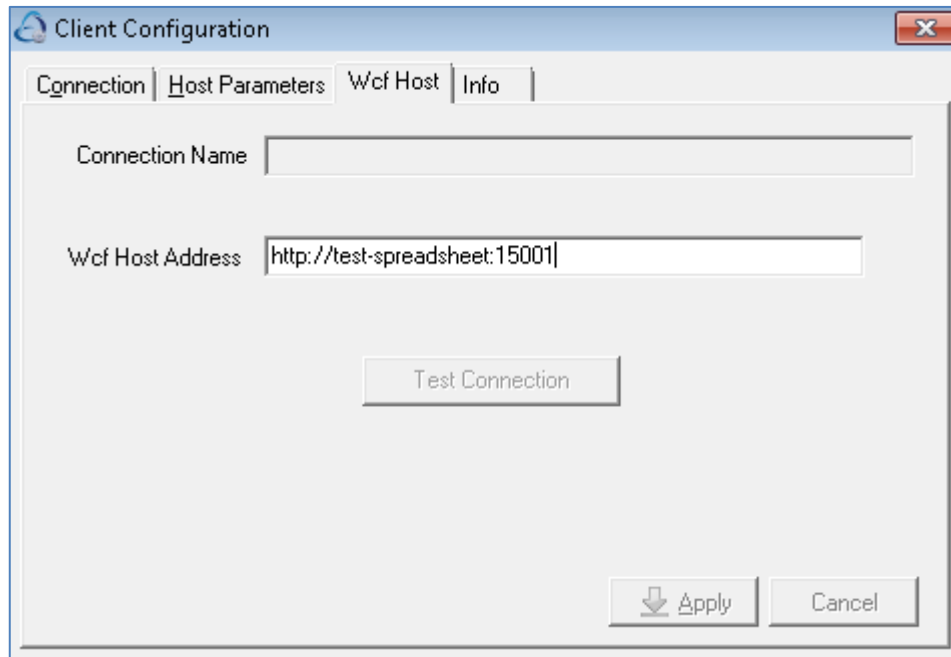 Client Configuration
Connection Host Parameters Wcf Host Info
Connection Name
Wcf Host Address http://test-spreadsheet:15001
Test Connection
Apply Cancel